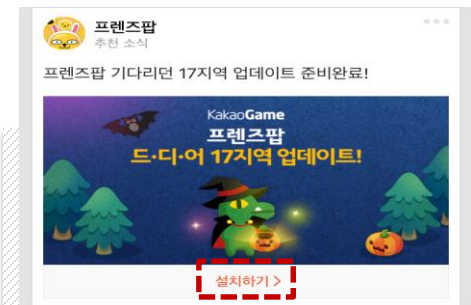 프렌즈팝
추천 소식
프렌즈팝 기다리던 17지역 업데이트 준비완료!
KakaoGame
프렌즈팝
드·디·어 17지역 업데이트!
설치하기 >